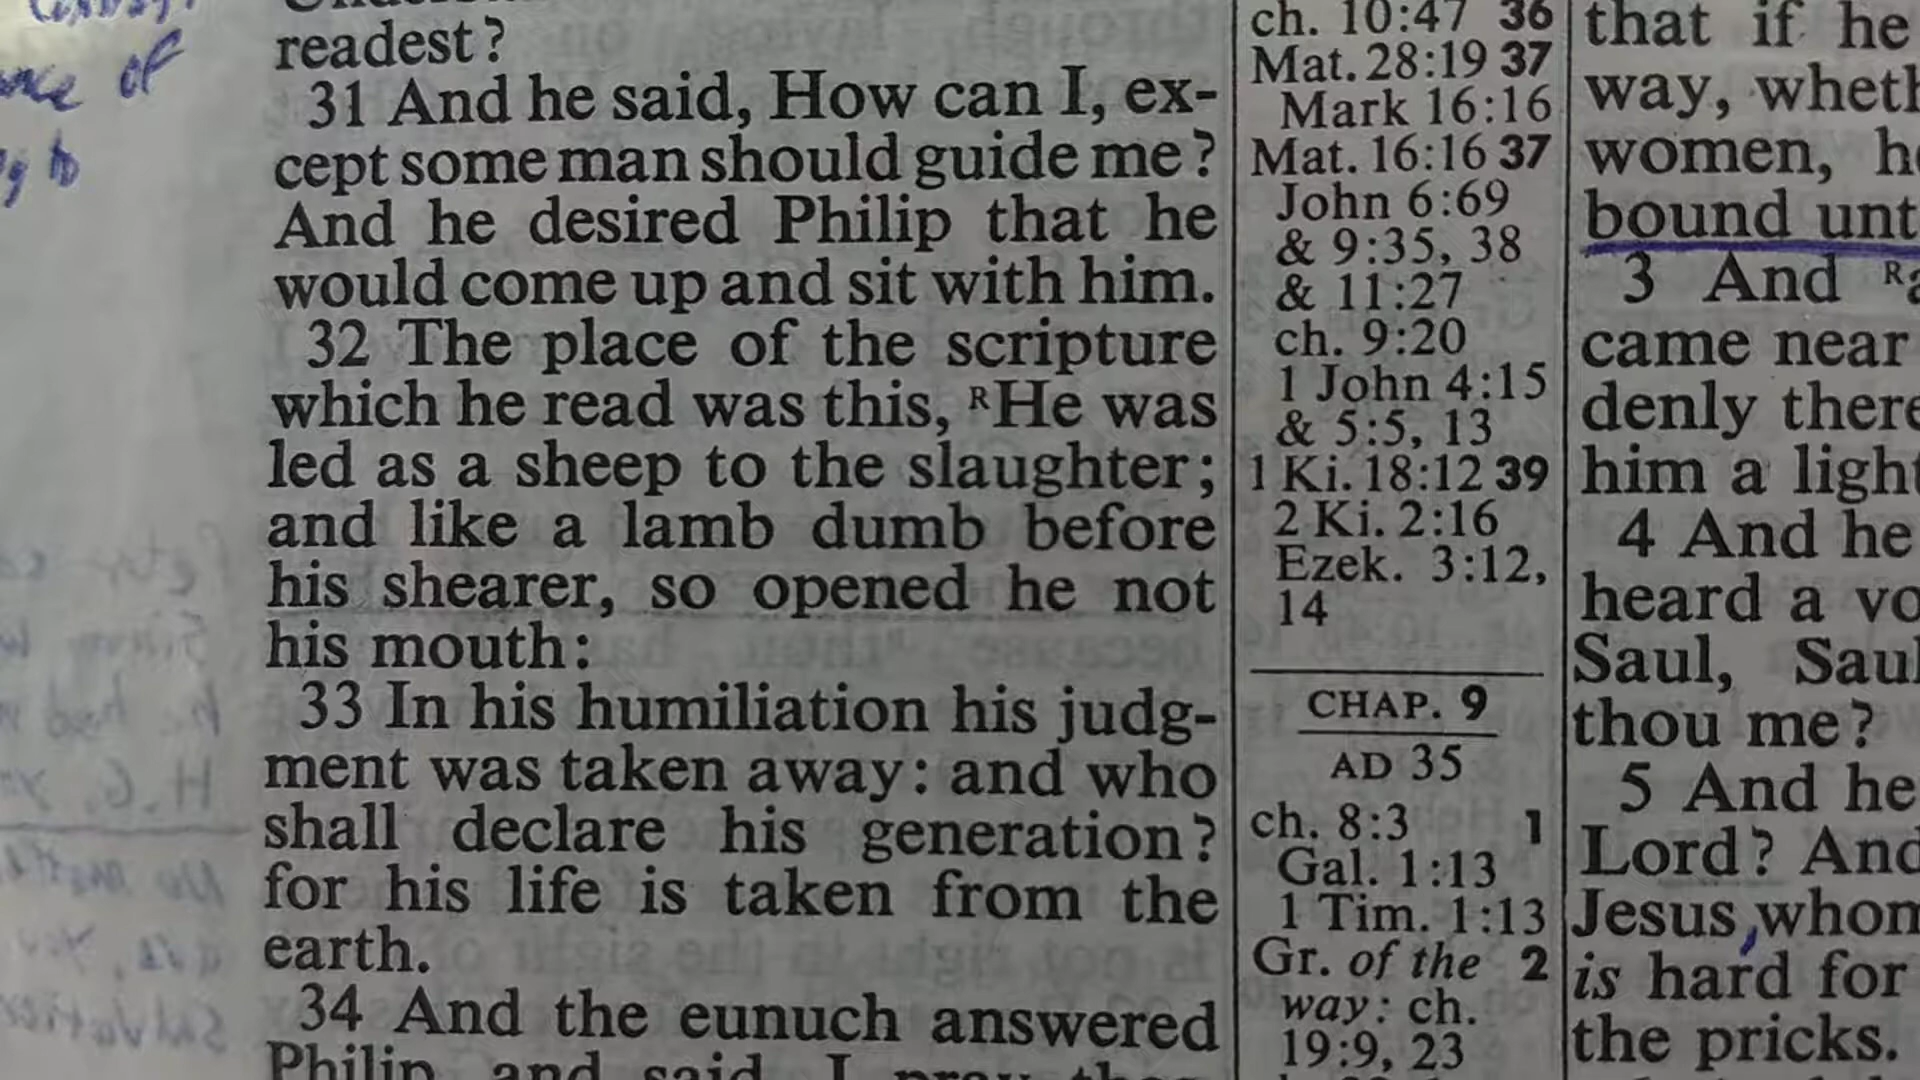 ance of
readest?
31 And he said, How can I, ex-
cept some man should guide me?
And he desired Philip that he
would come up and sit with him.
32 The place of the scripture
which he read was this, ᴿHe was
led as a sheep to the slaughter;
and like a lamb dumb before
his shearer, so opened he not
his mouth:
33 In his humiliation his judg-
ment was taken away: and who
shall declare his generation?
for his life is taken from the
earth.
34 And the eunuch answered
Philip, and said, I pray
ch. 10:47 36
Mat. 28:19 37
Mark 16:16
Mat. 16:16 37
John 6:69
& 9:35, 38
& 11:27
ch. 9:20
1 John 4:15
& 5:5, 13
1 Ki. 18:12 39
2 Ki. 2:16
Ezek. 3:12,
14
CHAP. 9
AD 35
ch. 8:3 1
Gal. 1:13
1 Tim. 1:13
Gr. of the 2
way: ch.
19:9, 23
that if he
way, wheth
women, he
bound unt
3 And ᴿa
came near
denly there
him a light
4 And he
heard a vo
Saul, Saul
thou me?
5 And he
Lord? And
Jesus, whom
is hard for
the pricks.